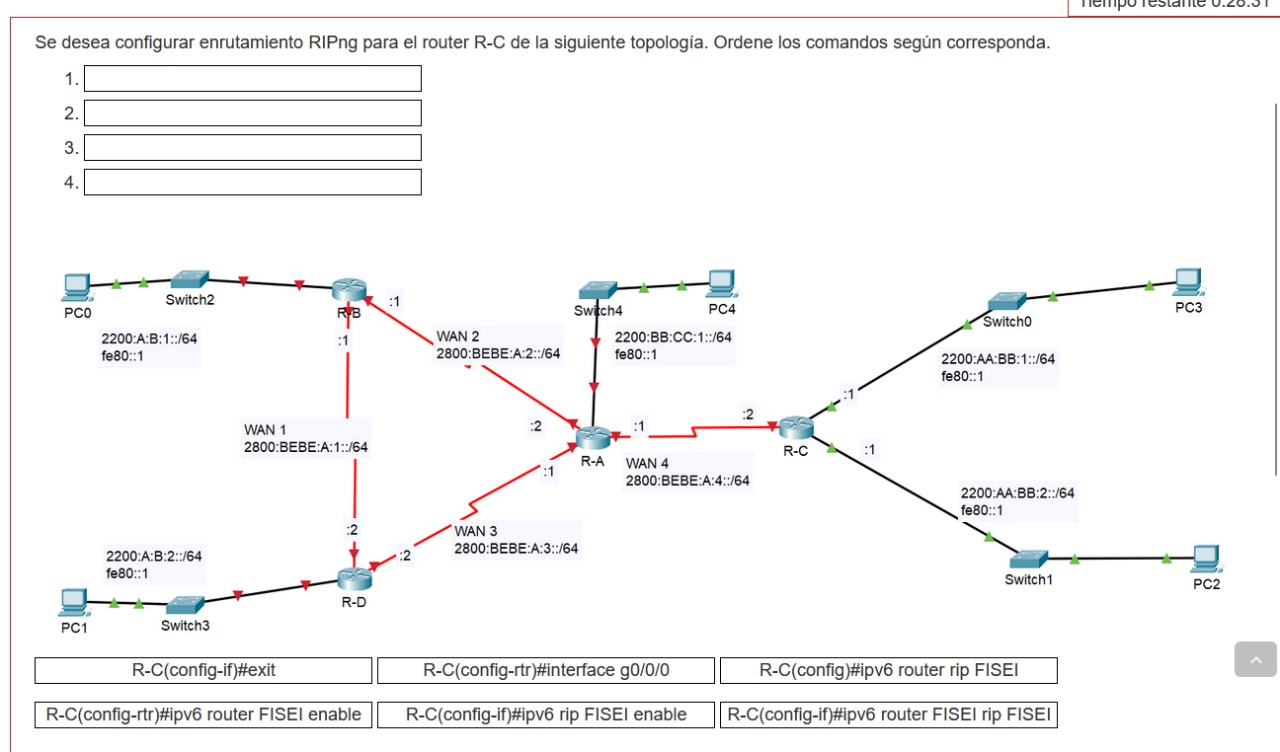 Tiempo restante 0:28:31
Se desea configurar enrutamiento RIPng para el router R-C de la siguiente topología. Ordene los comandos según corresponda.
1.
2.
3.
4.
PC0
Switch2
R-B
:1
:1
2200:A:B:1::/64
fe80::1
WAN 2
2800:BEBE:A:2::/64
Switch4
PC4
2200:BB:CC:1::/64
fe80::1
Switch0
PC3
2200:AA:BB:1::/64
fe80::1
WAN 1
2800:BEBE:A:1::/64
:2
:1
:2
:1
R-A
:1
WAN 4
2800:BEBE:A:4::/64
R-C
:1
2200:AA:BB:2::/64
fe80::1
:2
:2
WAN 3
2800:BEBE:A:3::/64
2200:A:B:2::/64
fe80::1
PC1
Switch3
R-D
Switch1
PC2
R-C(config-if)#exit
R-C(config-rtr)#interface g0/0/0
R-C(config)#ipv6 router rip FISEI
R-C(config-rtr)#ipv6 router FISEI enable
R-C(config-if)#ipv6 rip FISEI enable
R-C(config-if)#ipv6 router FISEI rip FISEI